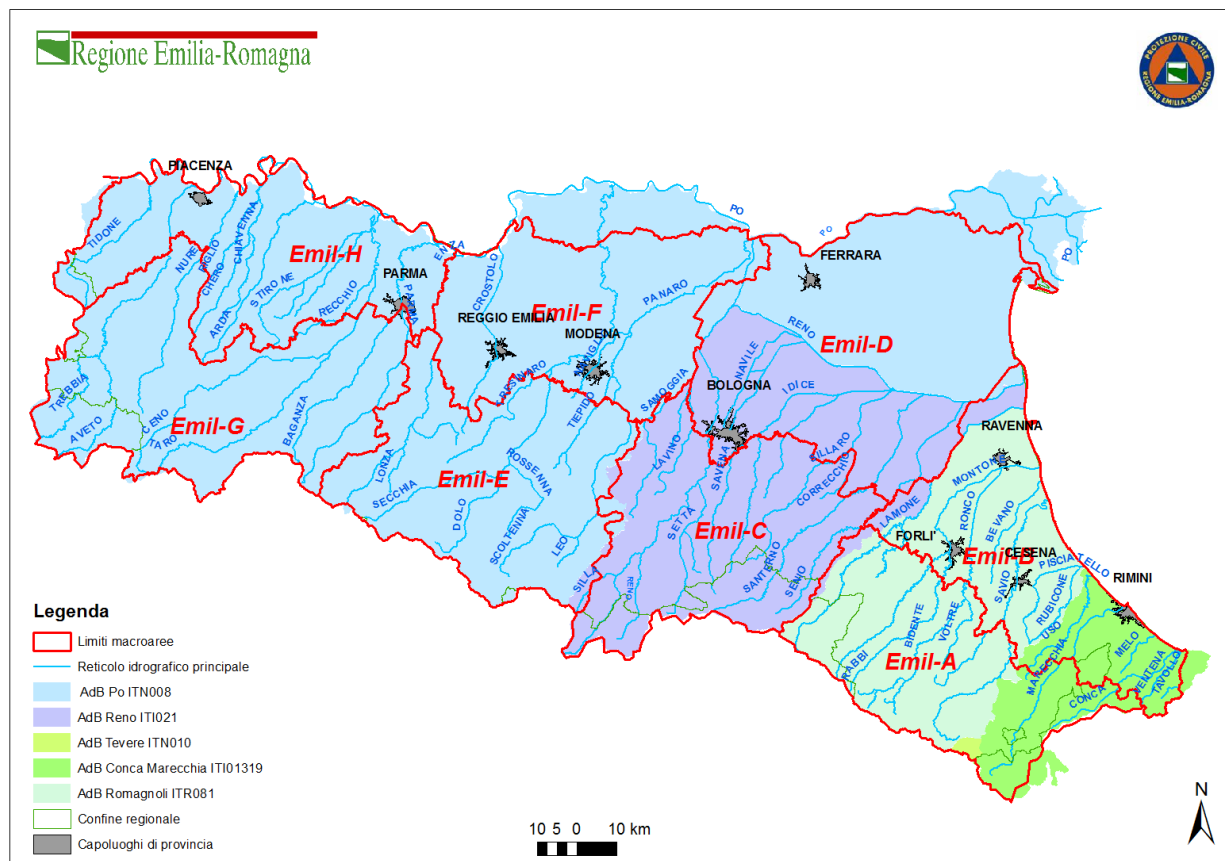 Regione Emilia-Romagna
PROTEZIONE CIVILE
REGIONE EMILIA-ROMAGNA
PIACENZA
TIDONE
NURE
RIGLIO
CHERO
CHIAVENNA
ARDA
STIRONE
RECCHIO
Emil-H
PARMA
PARMA
ENZA
CROSTOLO
PO
PO
PO
FERRARA
PANARO
Emil-F
REGGIO EMILIA
MODENA
TRESINARO
TIEPIDO
SAMOGGIA
RENO
Emil-D
NAVILE
BOLOGNA
IDICE
TREBBIA
AVETO
CENO
TARO
Emil-G
BAGANZA
LONZA
SECCHIA
Emil-E
ROSSENNA
DOLO
SCOLTENNA
LEO
LAVINO
SAVENA
SILLARO
CORRECCHIO
SETTA
Emil-C
SANTERNO
SENIO
SILLA
RENO
LAMONE
RAVENNA
MONTONE
RONCO
BEVANO
FORLI'
Emil-B
CESENA
SAVIO
PISCIATELLO
RUBICONE
RIMINI
USO
MARECCHIA
MELO
CONCA
VENTENA
TAVOLLO
RABBI
BIDENTE
VOLTRE
Emil-A
Legenda
Limiti macroaree
Reticolo idrografico principale
AdB Po ITN008
AdB Reno ITI021
AdB Tevere ITN010
AdB Conca Marecchia ITI01319
AdB Romagnoli ITR081
Confine regionale
Capoluoghi di provincia
10 5 0 10 km
N